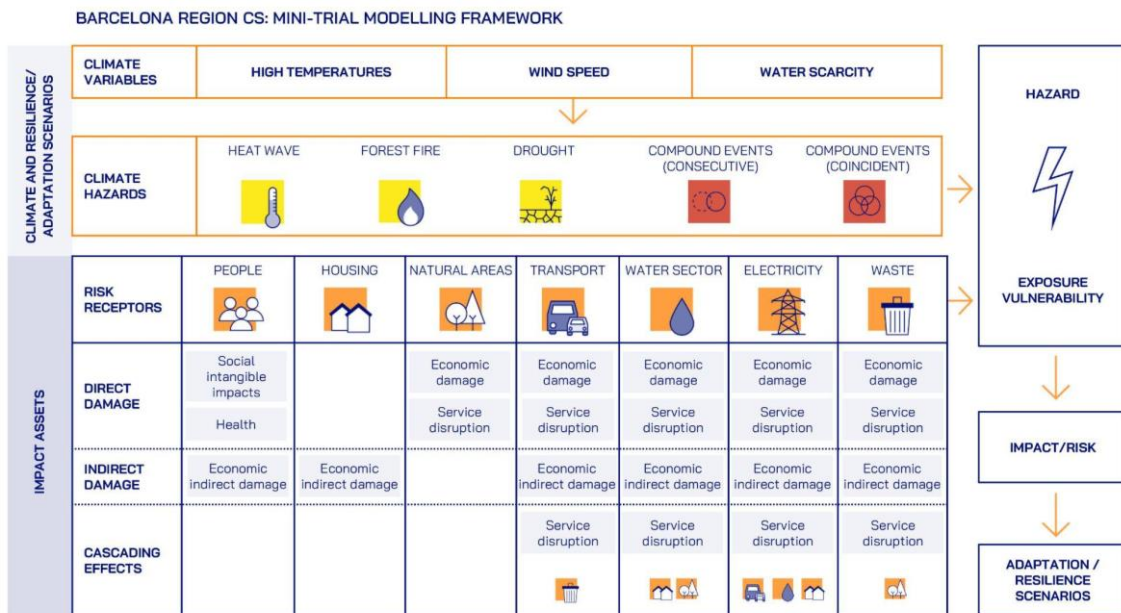 BARCELONA REGION CS: MINI-TRIAL MODELLING FRAMEWORK
CLIMATE AND RESILIENCE/
ADAPTATION SCENARIOS
CLIMATE
VARIABLES
HIGH TEMPERATURES
WIND SPEED
WATER SCARCITY
CLIMATE
HAZARDS
HEAT WAVE
FOREST FIRE
DROUGHT
COMPOUND EVENTS
(CONSECUTIVE)
COMPOUND EVENTS
(COINCIDENT)
HAZARD
EXPOSURE
VULNERABILITY
IMPACT/RISK
ADAPTATION /
RESILIENCE
SCENARIOS
IMPACT ASSETS
RISK
RECEPTORS
PEOPLE
HOUSING
NATURAL AREAS
TRANSPORT
WATER SECTOR
ELECTRICITY
WASTE
DIRECT
DAMAGE
Social
intangible
impacts
Health
Economic
damage
Service
disruption
Economic
damage
Service
disruption
Economic
damage
Service
disruption
Economic
damage
Service
disruption
Economic
damage
Service
disruption
INDIRECT
DAMAGE
Economic
indirect damage
Economic
indirect damage
Economic
indirect damage
Economic
indirect damage
Economic
indirect damage
Economic
indirect damage
CASCADING
EFFECTS
Service
disruption
Service
disruption
Service
disruption
Service
disruption